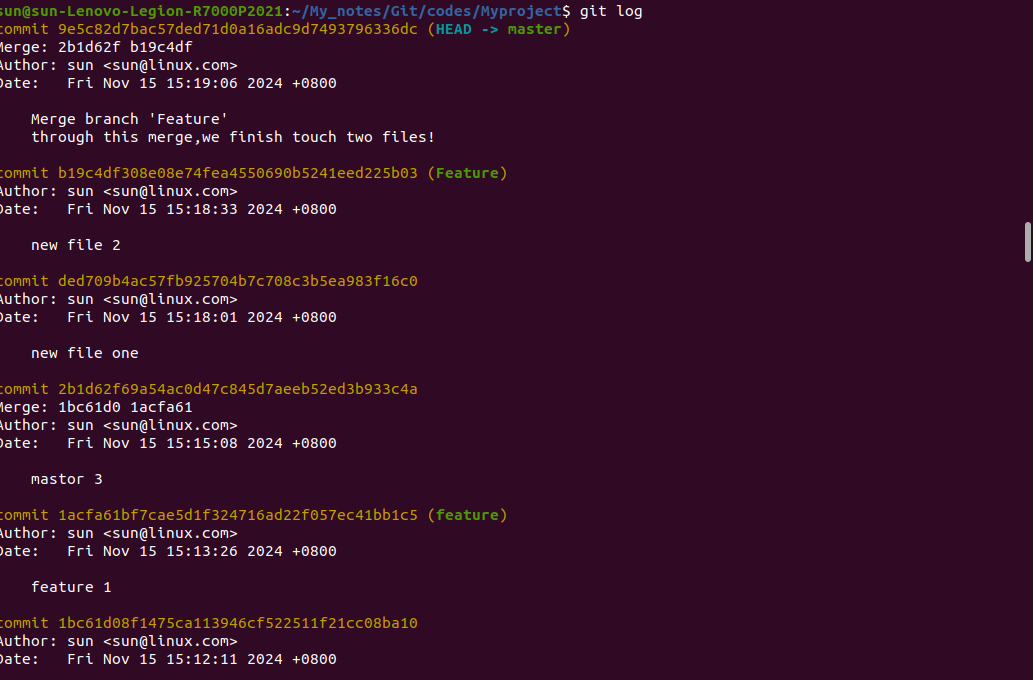 sun@sun-Lenovo-Legion-R7000P2021:~/My_notes/Git/codes/Myproject$ git log
commit 9e5c82d7bac57ded71d0a16adc9d7493796336dc (HEAD -> master)
Merge: 2b1d62f b19c4df
Author: sun <sun@linux.com>
Date:   Fri Nov 15 15:19:06 2024 +0800
    Merge branch 'Feature'
    through this merge,we finish touch two files!
commit b19c4df308e08e74fea4550690b5241eed225b03 (Feature)
Author: sun <sun@linux.com>
Date:   Fri Nov 15 15:18:33 2024 +0800
    new file 2
commit ded709b4ac57fb925704b7c708c3b5ea983f16c0
Author: sun <sun@linux.com>
Date:   Fri Nov 15 15:18:01 2024 +0800
    new file one
commit 2b1d62f69a54ac0d47c845d7aeeb52ed3b933c4a
Merge: 1bc61d0 1acfa61
Author: sun <sun@linux.com>
Date:   Fri Nov 15 15:15:08 2024 +0800
    mastor 3
commit 1acfa61bf7cae5d1f324716ad22f057ec41bb1c5 (feature)
Author: sun <sun@linux.com>
Date:   Fri Nov 15 15:13:26 2024 +0800
    feature 1
commit 1bc61d08f1475ca113946cf522511f21cc08ba10
Author: sun <sun@linux.com>
Date:   Fri Nov 15 15:12:11 2024 +0800